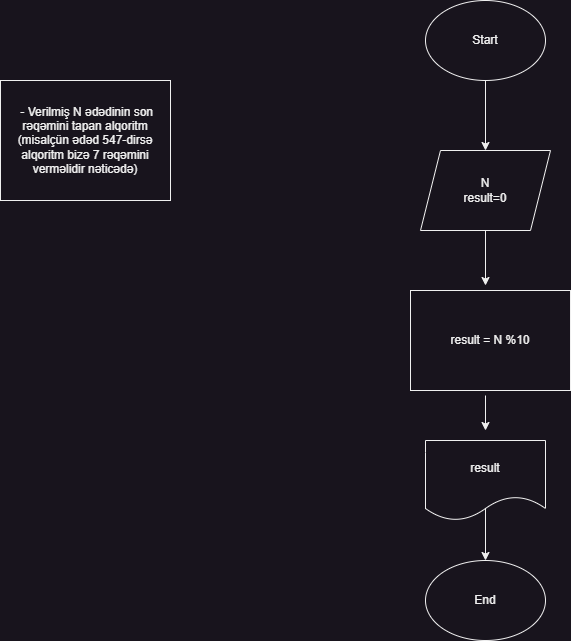 - Verilmiş N ədədinin son
rəqəmini tapan alqoritm
(misalçün ədəd 547-dirsə
alqoritm bizə 7 rəqəmini
verməlidir nəticədə)
Start
N
result=0
result = N %10
result
End